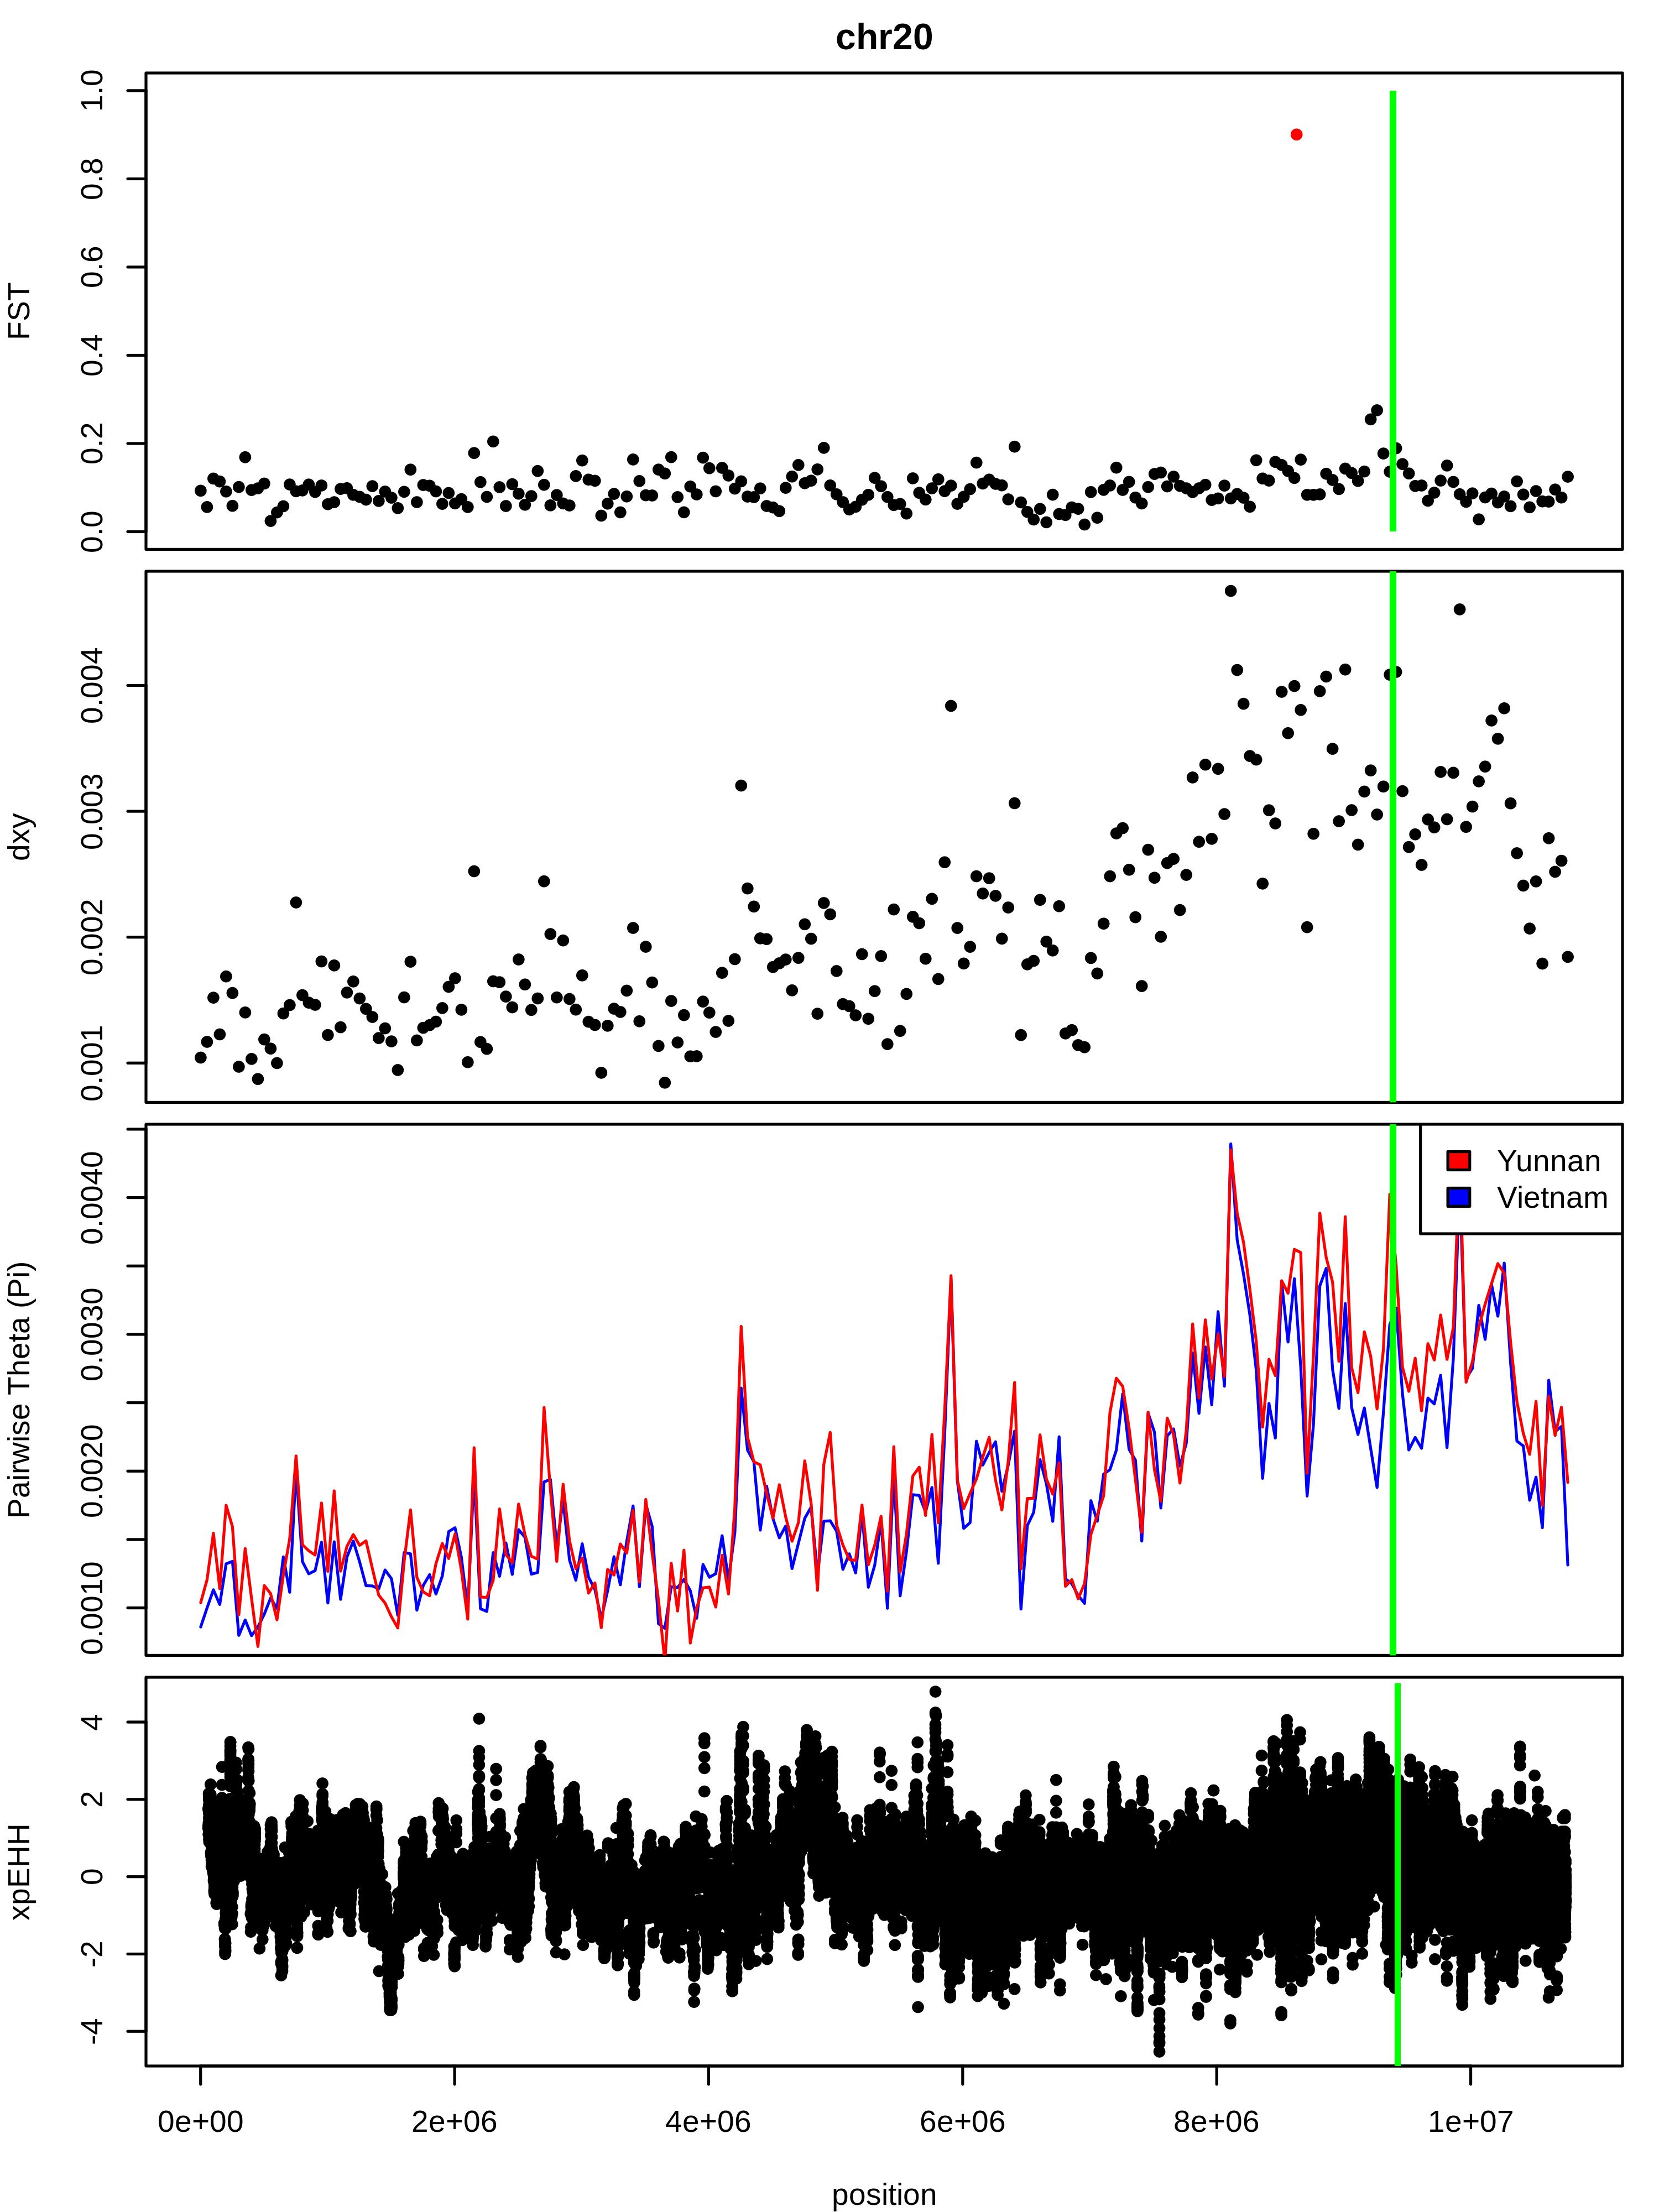 chr20
FST
0.0 0.2 0.4 0.6 0.8 1.0
dxy
0.001 0.002 0.003 0.004
Pairwise Theta (Pi)
0.0010 0.0020 0.0030 0.0040
Yunnan
Vietnam
xpEHH
-4 -2 0 2 4
0e+00 2e+06 4e+06 6e+06 8e+06 1e+07
position